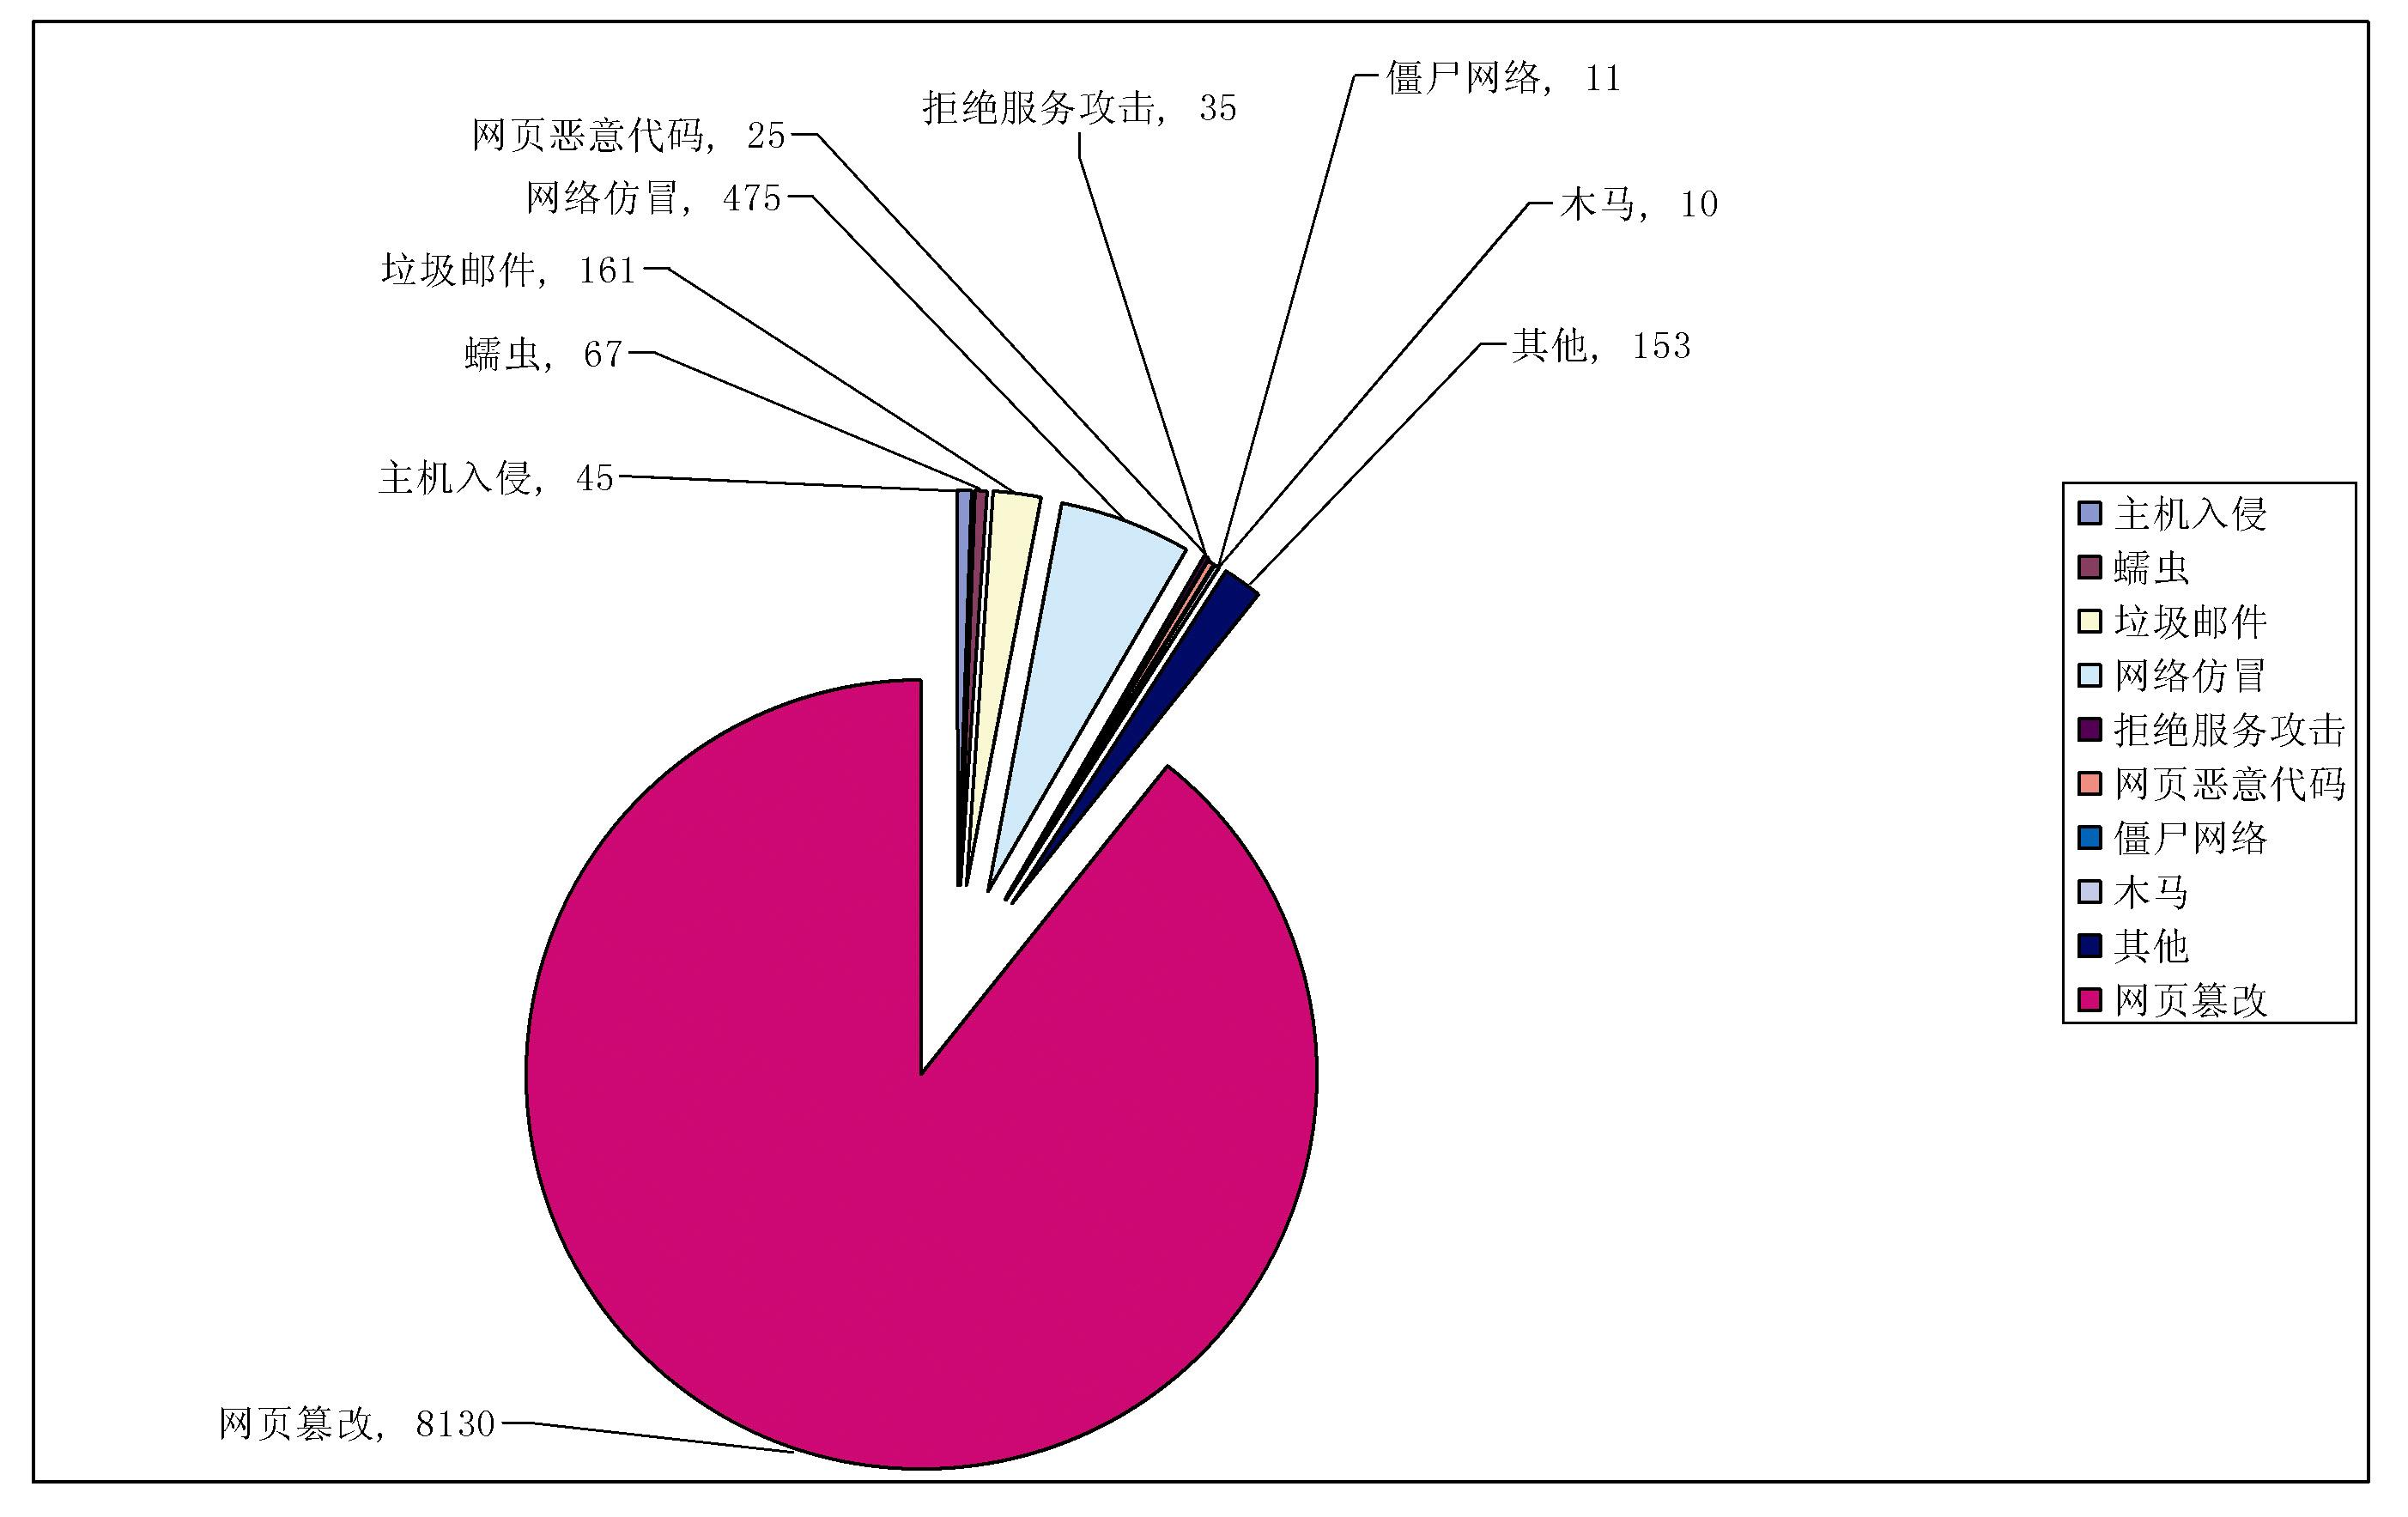 僵尸网络, 11
拒绝服务攻击, 35
网页恶意代码, 25
网络仿冒, 475
木马, 10
垃圾邮件, 161
其他, 153
蠕虫, 67
主机入侵, 45
主机入侵
蠕虫
垃圾邮件
网络仿冒
拒绝服务攻击
网页恶意代码
僵尸网络
木马
其他
网页篡改
网页篡改, 8130